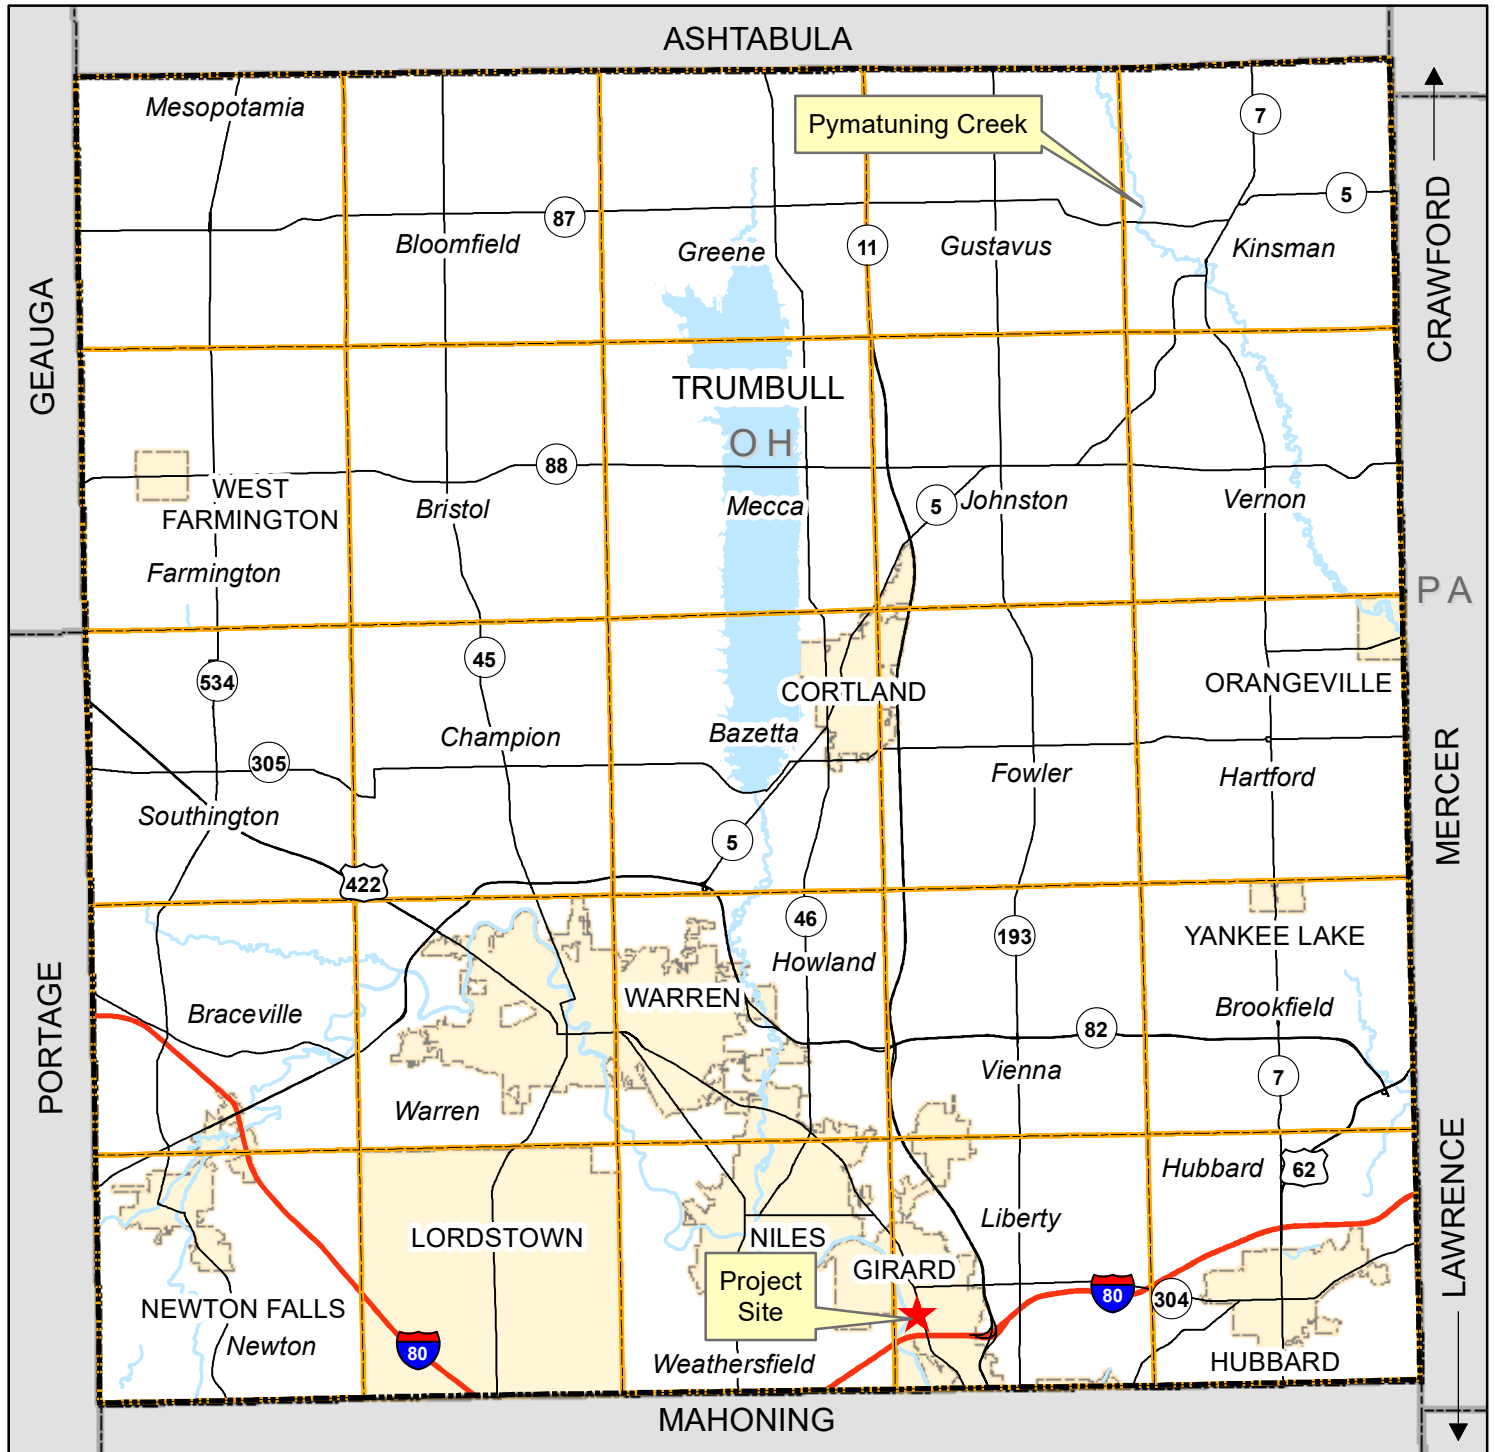 ASHTABULA
Mesopotamia
Pymatuning Creek
7
5
87
Bloomfield
Greene
11
Gustavus
Kinsman
CRAWFORD
GEAUGA
TRUMBULL
OH
88
WEST
FARMINGTON
Bristol
Mecca
5
Johnston
Vernon
Farmington
PA
45
534
CORTLAND
ORANGEVILLE
Champion
Bazetta
305
Fowler
Hartford
MERCER
Southington
5
422
46
193
YANKEE LAKE
Howland
WARREN
Braceville
Brookfield
PORTAGE
82
Vienna
7
Warren
Hubbard
62
LAWRENCE
Liberty
LORDSTOWN
NILES
GIRARD
Project
Site
80
304
NEWTON FALLS
Newton
80
Weathersfield
HUBBARD
MAHONING